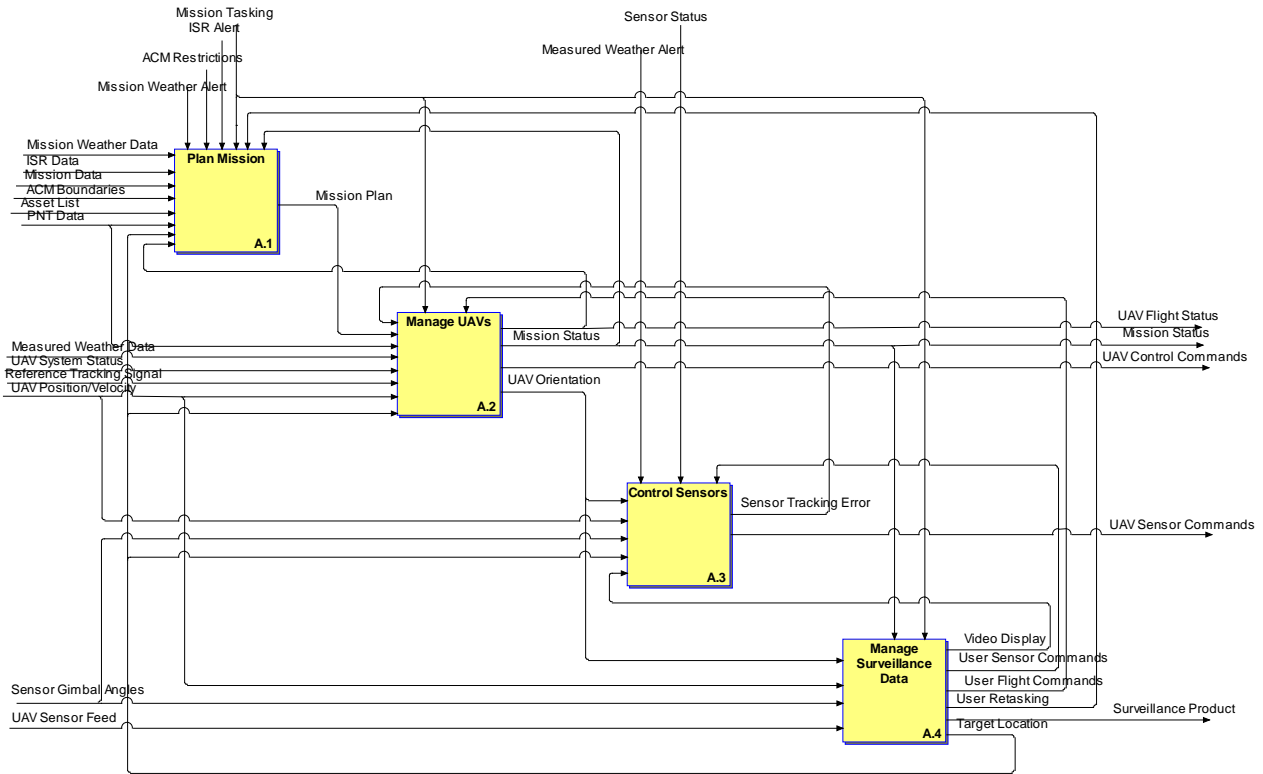 Mission Tasking
ISR Alert
Sensor Status
Measured Weather Alert
ACM Restrictions
Mission Weather Alert
Mission Weather Data
ISR Data
Mission Data
ACM Boundaries
Asset List
PNT Data
Plan Mission
A.1
Mission Plan
Manage UAVs
A.2
Mission Status
UAV Orientation
UAV Flight Status
Mission Status
UAV Control Commands
Measured Weather Data
UAV System Status
Reference Tracking Signal
UAV Position/Velocity
Control Sensors
A.3
Sensor Tracking Error
UAV Sensor Commands
Manage
Surveillance
Data
A.4
Video Display
User Sensor Commands
User Flight Commands
User Retasking
Target Location
Surveillance Product
Sensor Gimbal Angles
UAV Sensor Feed